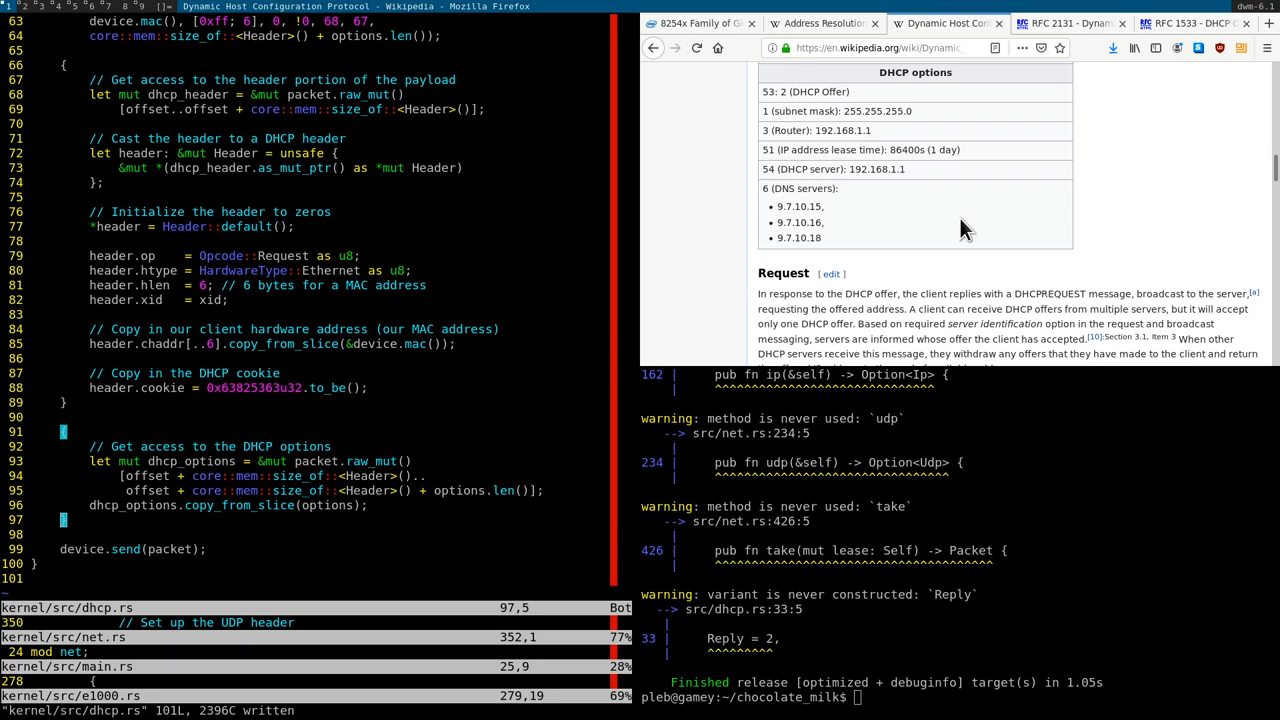 1 2 3 4 5 6 7 8 9 []= Dynamic Host Configuration Protocol - Wikipedia - Mozilla Firefox dwm-6.1
63         device.mac(), [0xff; 6], 0, !0, 68, 67,
64         core::mem::size_of::<Header>() + options.len());
65
66     {
67         // Get access to the header portion of the payload
68         let mut dhcp_header = &mut packet.raw_mut()
69             [offset..offset + core::mem::size_of::<Header>()];
70
71         // Cast the header to a DHCP header
72         let header: &mut Header = unsafe {
73             &mut *(dhcp_header.as_mut_ptr() as *mut Header)
74         };
75
76         // Initialize the header to zeros
77         *header = Header::default();
78
79         header.op    = Opcode::Request as u8;
80         header.htype = HardwareType::Ethernet as u8;
81         header.hlen  = 6; // 6 bytes for a MAC address
82         header.xid   = xid;
83
84         // Copy in our client hardware address (our MAC address)
85         header.chaddr[..6].copy_from_slice(&device.mac());
86
87         // Copy in the DHCP cookie
88         header.cookie = 0x63825363u32.to_be();
89     }
90
91     {
92         // Get access to the DHCP options
93         let mut dhcp_options = &mut packet.raw_mut()
94             [offset + core::mem::size_of::<Header>()..
95              offset + core::mem::size_of::<Header>() + options.len()];
96         dhcp_options.copy_from_slice(options);
97     }
98
99     device.send(packet);
100 }
101
~
kernel/src/dhcp.rs 97,5 Bot
350             // Set up the UDP header
kernel/src/net.rs 352,1 77%
24 mod net;
kernel/src/main.rs 25,9 28%
278         {
kernel/src/e1000.rs 279,19 69%
"kernel/src/dhcp.rs" 101L, 2396C written
8254x Family of Gi
Address Resolution
Dynamic Host Conf
RFC 2131 - Dynam
RFC 1533 - DHCP O
https://en.wikipedia.org/wiki/Dynamic_
DHCP options
53: 2 (DHCP Offer)
1 (subnet mask): 255.255.255.0
3 (Router): 192.168.1.1
51 (IP address lease time): 86400s (1 day)
54 (DHCP server): 192.168.1.1
6 (DNS servers):
• 9.7.10.15,
• 9.7.10.16,
• 9.7.10.18
Request [ edit ]
In response to the DHCP offer, the client replies with a DHCPREQUEST message, broadcast to the server,[a]
requesting the offered address. A client can receive DHCP offers from multiple servers, but it will accept
only one DHCP offer. Based on required server identification option in the request and broadcast
messaging, servers are informed whose offer the client has accepted.[10]:Section 3.1, Item 3 When other
DHCP servers receive this message, they withdraw any offers that they have made to the client and return
162 |     pub fn ip(&self) -> Option<Ip> {
    |     ^^^^^^^^^^^^^^^^^^^^^^^^^^^^^^
warning: method is never used: `udp`
   --> src/net.rs:234:5
    |
234 |     pub fn udp(&self) -> Option<Udp> {
    |     ^^^^^^^^^^^^^^^^^^^^^^^^^^^^^^^^
warning: method is never used: `take`
   --> src/net.rs:426:5
    |
426 |     pub fn take(mut lease: Self) -> Packet {
    |     ^^^^^^^^^^^^^^^^^^^^^^^^^^^^^^^^^^^^^^
warning: variant is never constructed: `Reply`
  --> src/dhcp.rs:33:5
   |
33 |     Reply = 2,
   |     ^^^^^^^^^
    Finished release [optimized + debuginfo] target(s) in 1.05s
pleb@gamey:~/chocolate_milk$